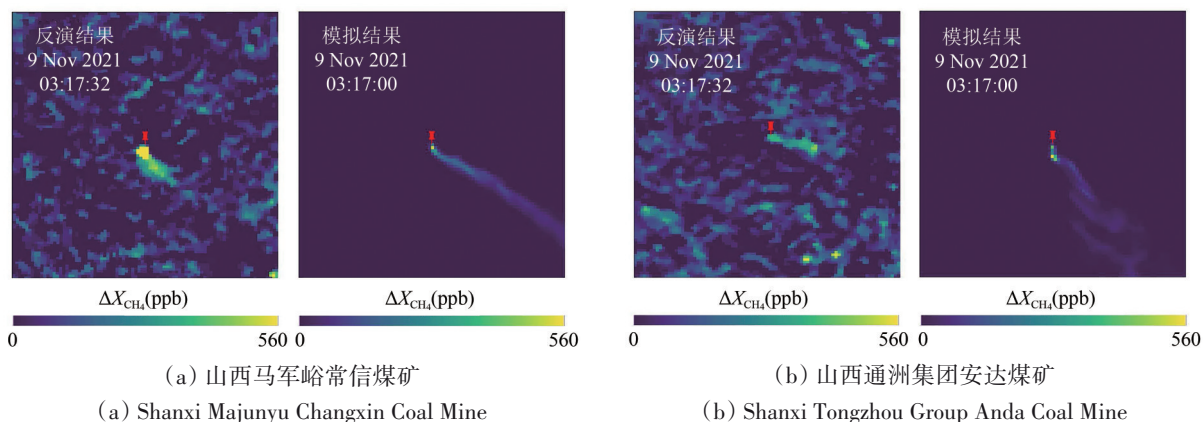 反演结果
9 Nov 2021
03:17:32
模拟结果
9 Nov 2021
03:17:00
ΔX_CH₄(ppb)
0 560
ΔX_CH₄(ppb)
0 560
(a) 山西马军峪常信煤矿
(a) Shanxi Majunyu Changxin Coal Mine
反演结果
9 Nov 2021
03:17:32
模拟结果
9 Nov 2021
03:17:00
ΔX_CH₄(ppb)
0 560
ΔX_CH₄(ppb)
0 560
(b) 山西通洲集团安达煤矿
(b) Shanxi Tongzhou Group Anda Coal Mine